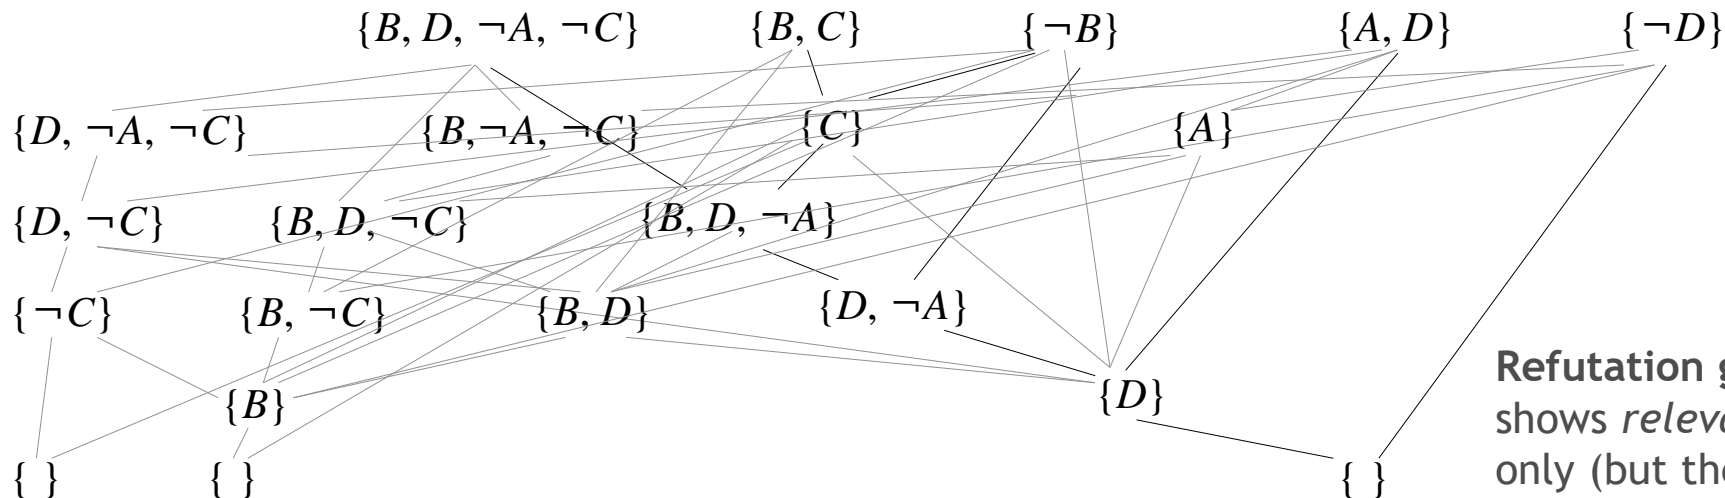 {B, D, ¬A, ¬C} {B, C} {¬B} {A, D} {¬D}
{D, ¬A, ¬C} {B,¬A, ¬C} {C} {A}
{D, ¬C} {B, D, ¬C} {B, D, ¬A}
{¬C} {B, ¬C} {B, D} {D, ¬A}
{B} {D}
{ } { } { }
Refutation
shows
only (but